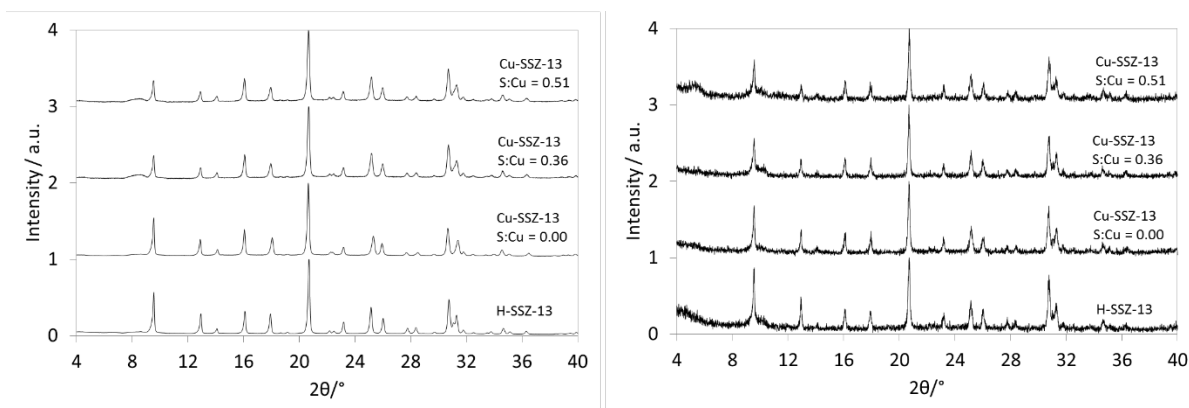 4
Cu-SSZ-13
S:Cu = 0.51
3
Cu-SSZ-13
S:Cu = 0.36
2
Cu-SSZ-13
S:Cu = 0.00
1
H-SSZ-13
0
Intensity / a.u.
4 8 12 16 20 24 28 32 36 40
2θ/°
4
Cu-SSZ-13
S:Cu = 0.51
3
Cu-SSZ-13
S:Cu = 0.36
2
Cu-SSZ-13
S:Cu = 0.00
1
H-SSZ-13
0
Intensity / a.u.
4 8 12 16 20 24 28 32 36 40
2θ/°